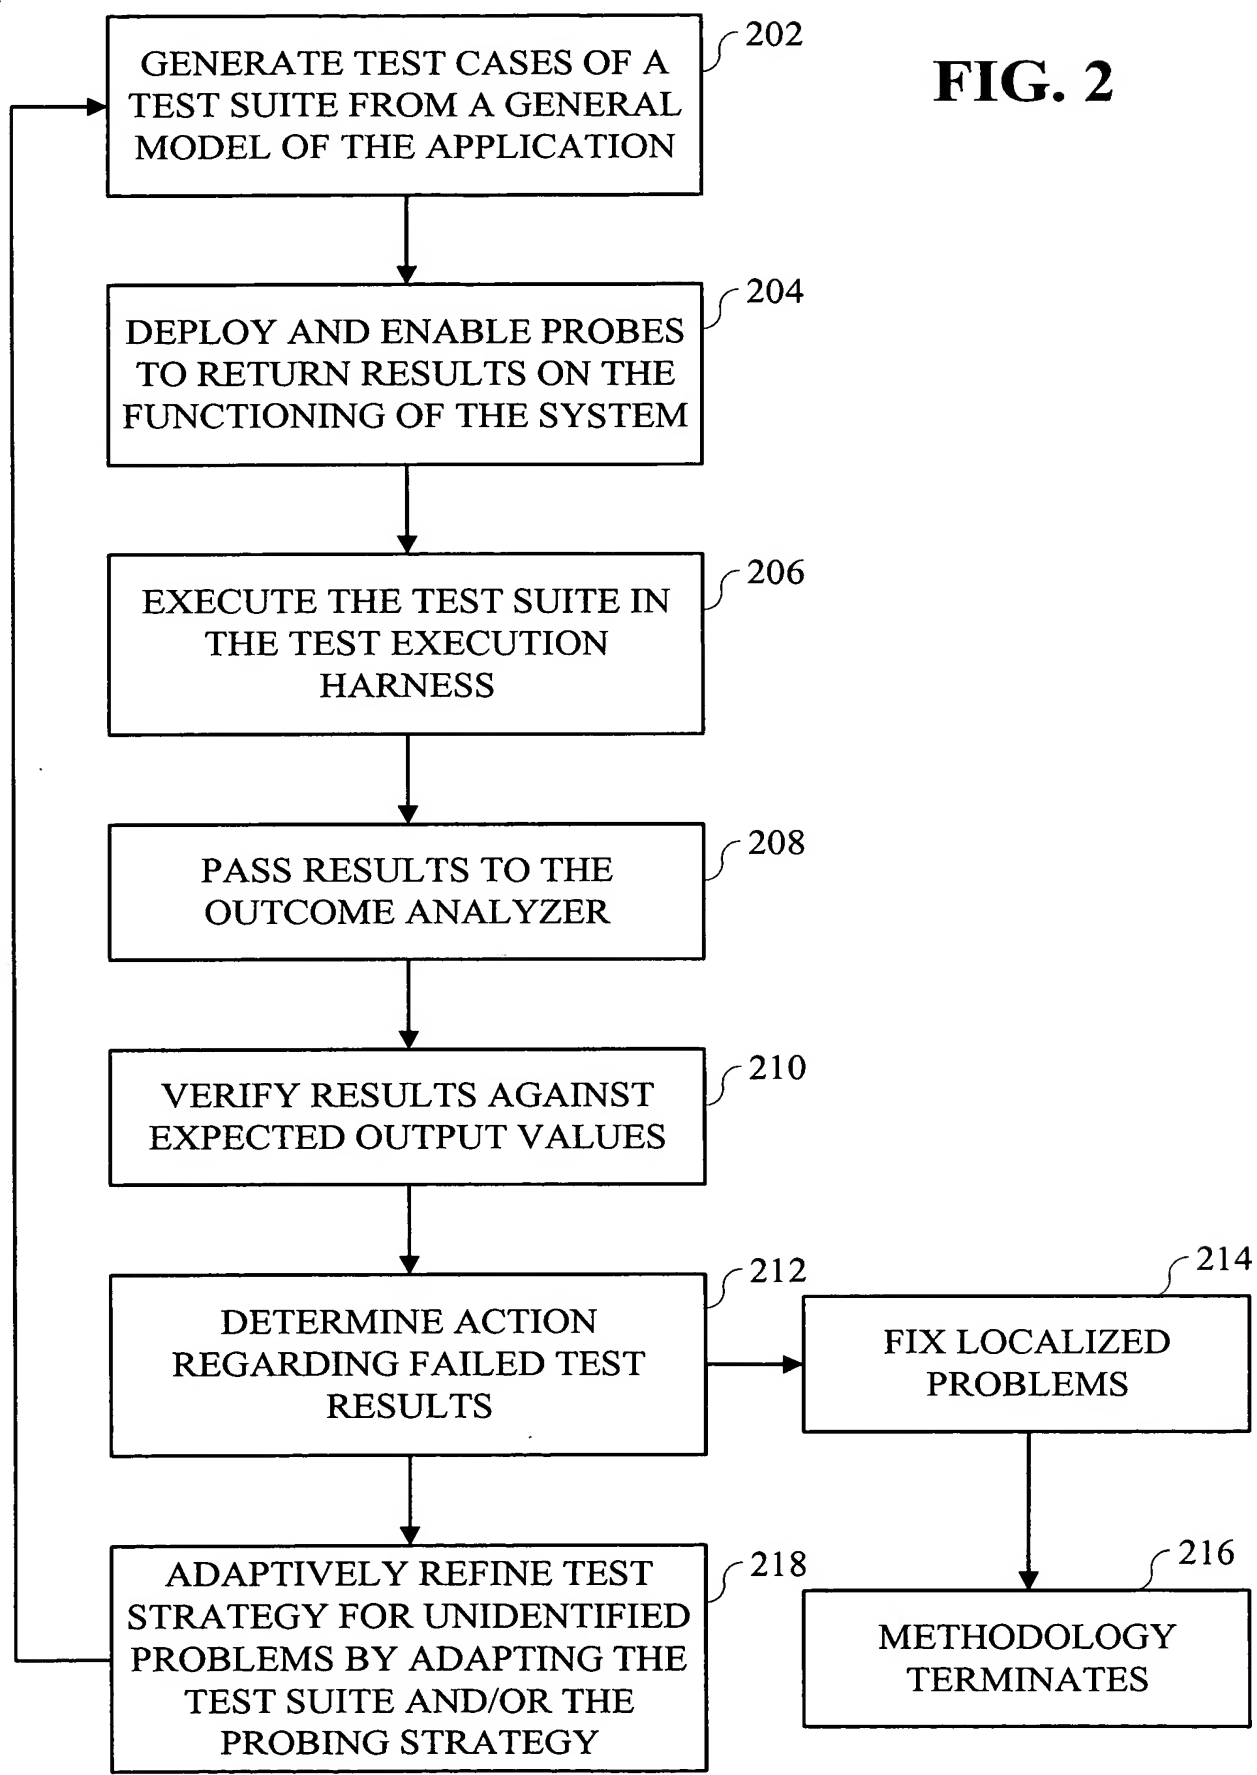 FIG. 2
202
GENERATE TEST CASES OF A
TEST SUITE FROM A GENERAL
MODEL OF THE APPLICATION
204
DEPLOY AND ENABLE PROBES
TO RETURN RESULTS ON THE
FUNCTIONING OF THE SYSTEM
206
EXECUTE THE TEST SUITE IN
THE TEST EXECUTION
HARNESS
208
PASS RESULTS TO THE
OUTCOME ANALYZER
210
VERIFY RESULTS AGAINST
EXPECTED OUTPUT VALUES
212
DETERMINE ACTION
REGARDING FAILED TEST
RESULTS
214
FIX LOCALIZED
PROBLEMS
216
METHODOLOGY
TERMINATES
218
ADAPTIVELY REFINE TEST
STRATEGY FOR UNIDENTIFIED
PROBLEMS BY ADAPTING THE
TEST SUITE AND/OR THE
PROBING STRATEGY